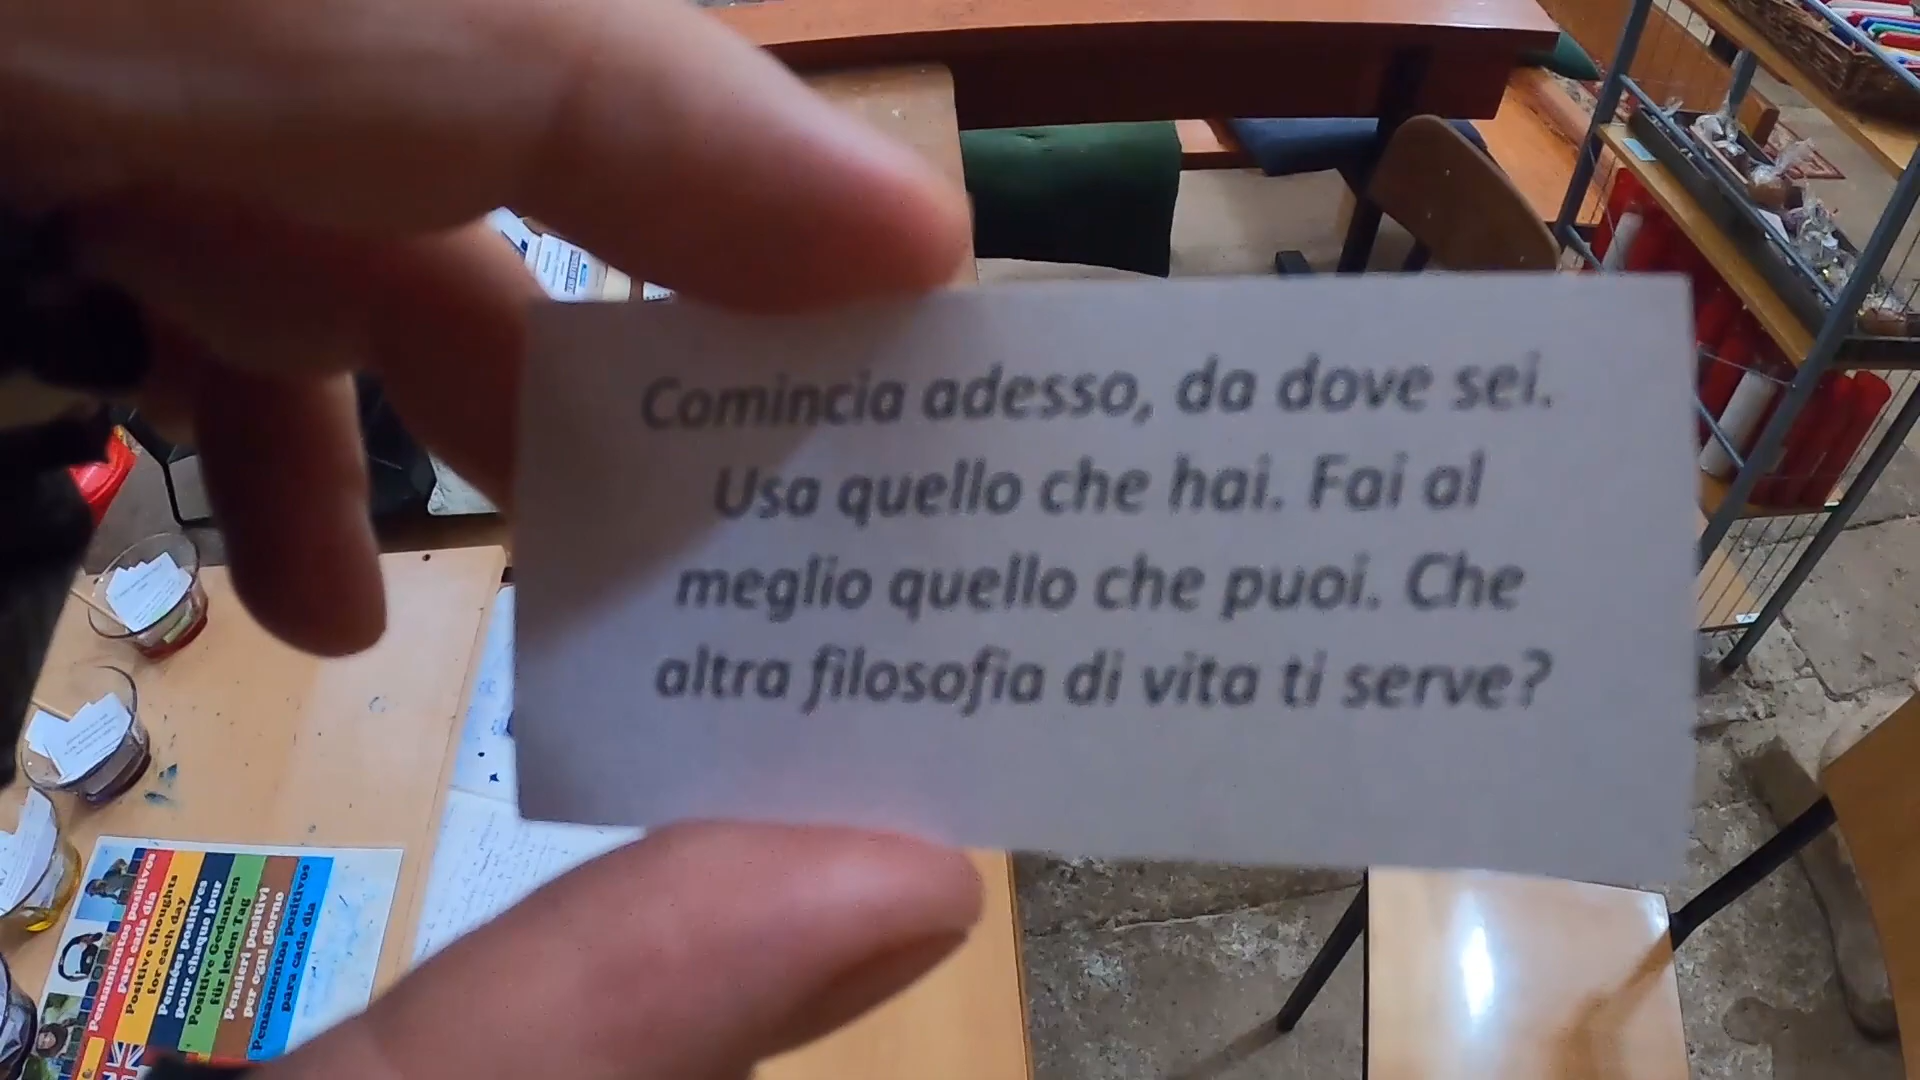 Comincia adesso, da dove sei.
Usa quello che hai. Fai al
meglio quello che puoi. Che
altra filosofia di vita ti serve?
Pensamientos positivos
para cada día
Positive thoughts
for each day
Pensées positives
pour chaque jour
Positive Gedanken
für jeden Tag
Pensieri positivi
per ogni giorno
Pensamentos positivos
para cada dia